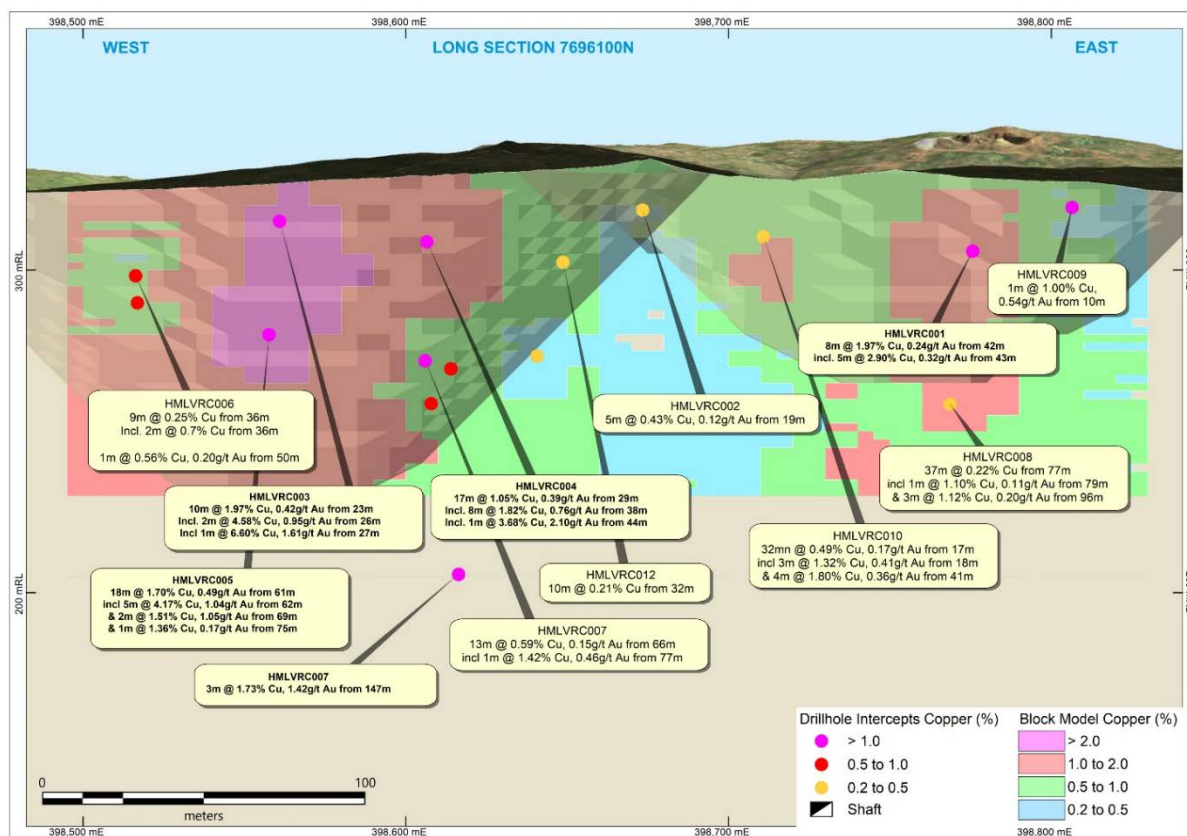 398,500 mE
398,600 mE
398,700 mE
398,800 mE
WEST
LONG SECTION 7696100N
EAST
300 mRL
HMLVRC009
1m @ 1.00% Cu,
0.54g/t Au from 10m
HMLVRC001
8m @ 1.97% Cu, 0.24g/t Au from 42m
incl. 5m @ 2.90% Cu, 0.32g/t Au from 43m
HMLVRC006
9m @ 0.25% Cu from 36m
Incl. 2m @ 0.7% Cu from 36m
1m @ 0.56% Cu, 0.20g/t Au from 50m
HMLVRC002
5m @ 0.43% Cu, 0.12g/t Au from 19m
HMLVRC008
37m @ 0.22% Cu from 77m
incl 1m @ 1.10% Cu, 0.11g/t Au from 79m
& 3m @ 1.12% Cu, 0.20g/t Au from 96m
HMLVRC003
10m @ 1.97% Cu, 0.42g/t Au from 23m
Incl. 2m @ 4.58% Cu, 0.95g/t Au from 26m
Incl 1m @ 6.60% Cu, 1.61g/t Au from 27m
HMLVRC004
17m @ 1.05% Cu, 0.39g/t Au from 29m
Incl. 8m @ 1.82% Cu, 0.76g/t Au from 38m
Incl. 1m @ 3.68% Cu, 2.10g/t Au from 44m
HMLVRC010
32mn @ 0.49% Cu, 0.17g/t Au from 17m
incl 3m @ 1.32% Cu, 0.41g/t Au from 18m
& 4m @ 1.80% Cu, 0.36g/t Au from 41m
200 mRL
HMLVRC005
18m @ 1.70% Cu, 0.49g/t Au from 61m
incl 5m @ 4.17% Cu, 1.04g/t Au from 62m
& 2m @ 1.51% Cu, 1.05g/t Au from 69m
& 1m @ 1.36% Cu, 0.17g/t Au from 75m
HMLVRC012
10m @ 0.21% Cu from 32m
HMLVRC007
13m @ 0.59% Cu, 0.15g/t Au from 66m
incl 1m @ 1.42% Cu, 0.46g/t Au from 77m
HMLVRC007
3m @ 1.73% Cu, 1.42g/t Au from 147m
Drillhole Intercepts Copper (%)
> 1.0
0.5 to 1.0
0.2 to 0.5
Shaft
Block Model Copper (%)
> 2.0
1.0 to 2.0
0.5 to 1.0
0.2 to 0.5
0
100
meters
398,500 mE
398,600 mE
398,700 mE
398,800 mE